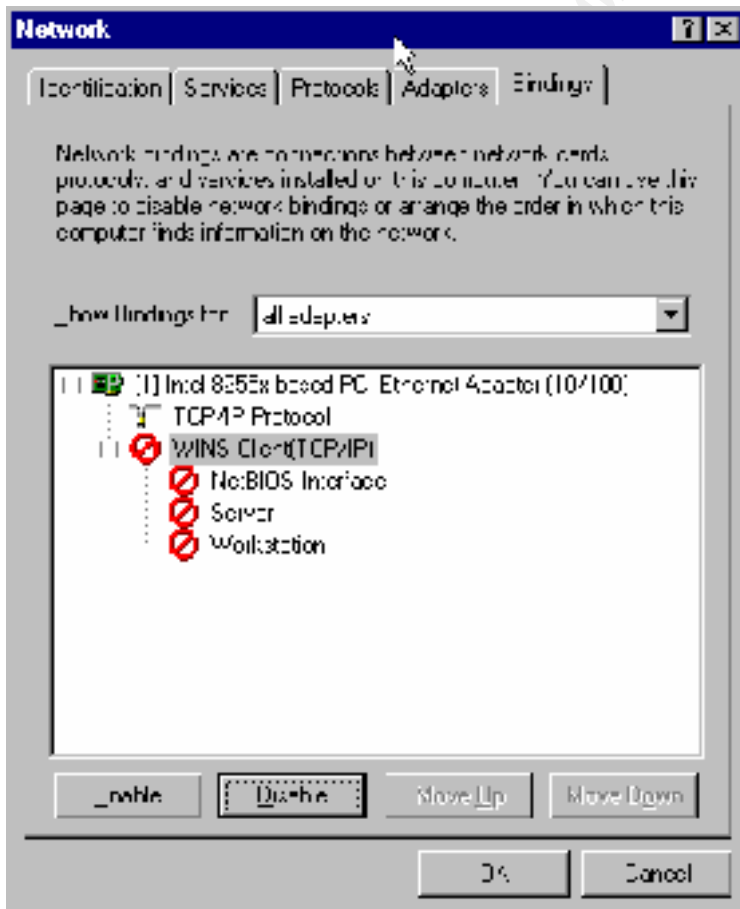 Network
Identification Services Protocols Adapters Bindings
Network bindings are connections between network cards,
protocols, and services installed on this computer. You can use this
page to disable network bindings or arrange the order in which this
computer finds information on the network.
Show Bindings for: all adapters
[1] Intel 8255x based PCI Ethernet Adapter (10/100)
TCP/IP Protocol
WINS Client(TCP/IP)
NetBIOS Interface
Server
Workstation
Enable Disable Move Up Move Down
OK Cancel